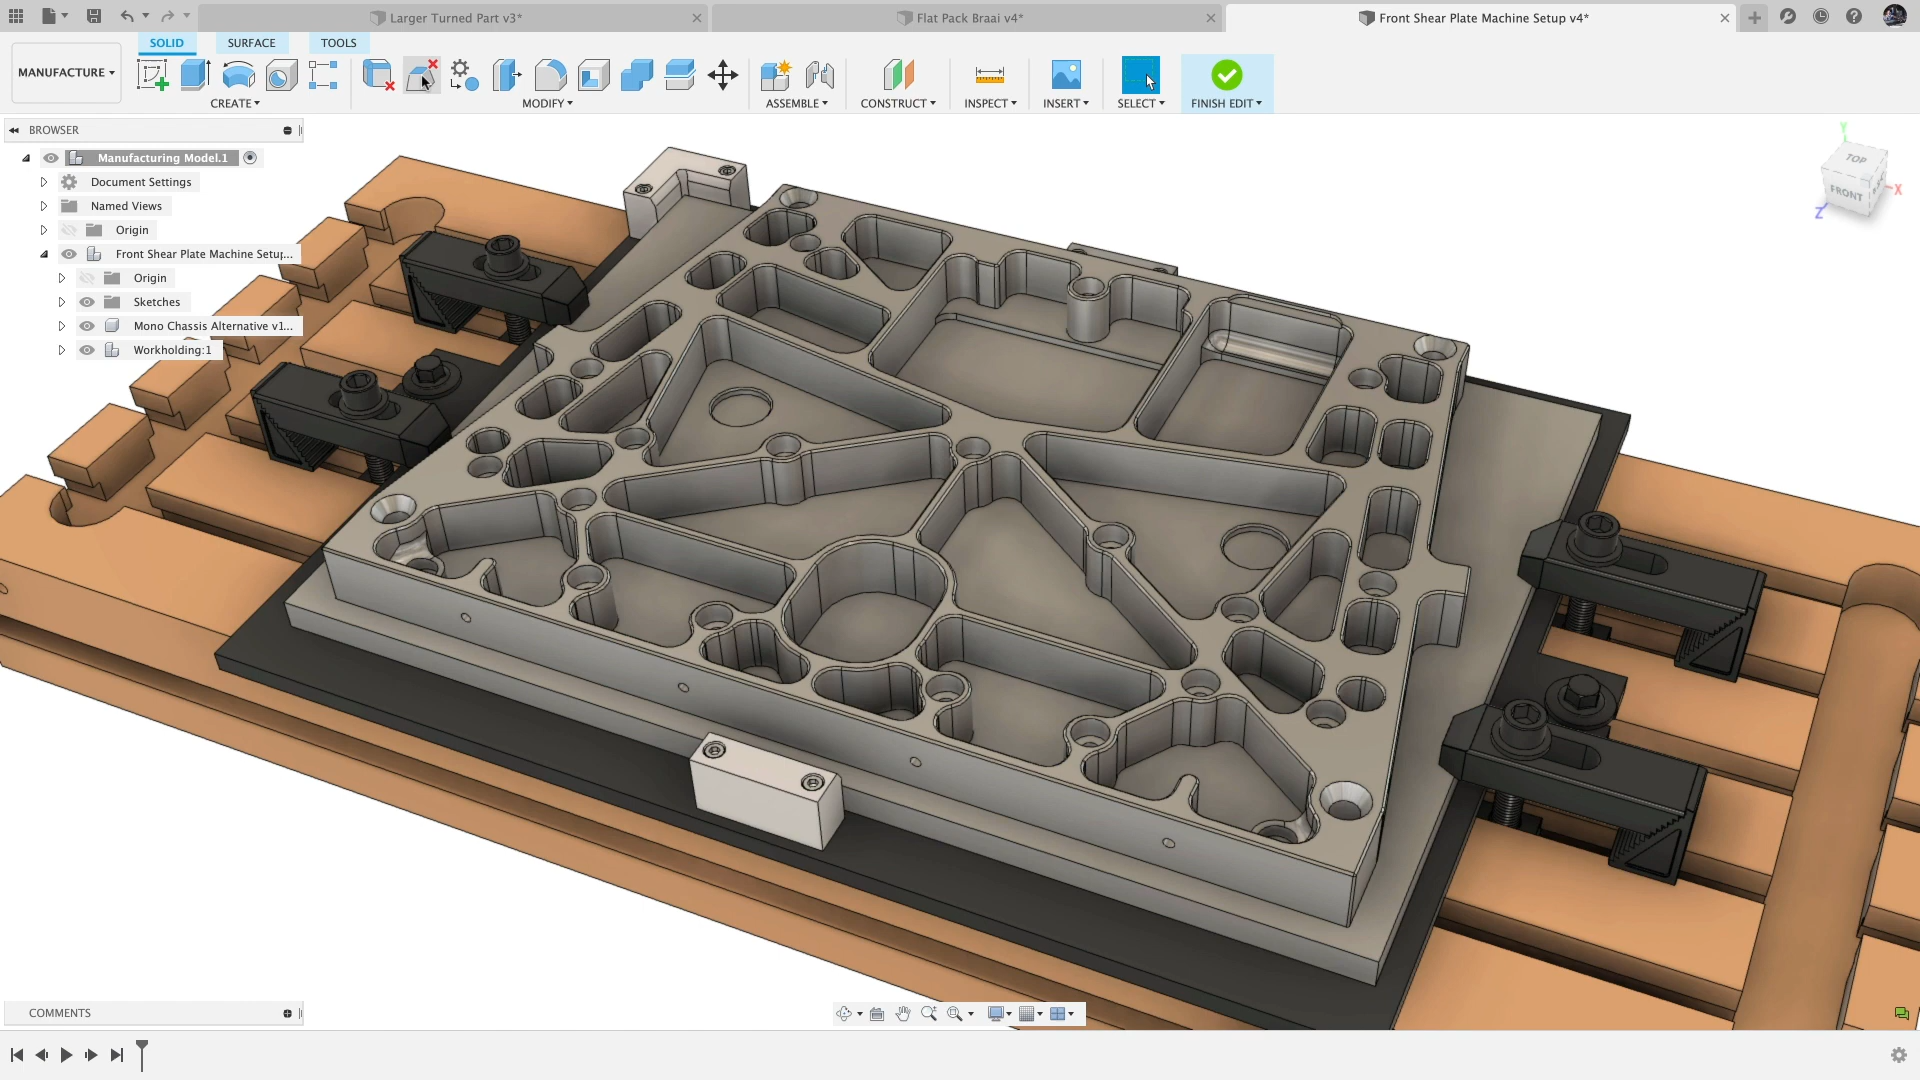 Larger Turned Part v3*
Flat Pack Braai v4*
Front Shear Plate Machine Setup v4*
MANUFACTURE
SOLID
SURFACE
TOOLS
CREATE
MODIFY
ASSEMBLE
CONSTRUCT
INSPECT
INSERT
SELECT
FINISH EDIT
BROWSER
Manufacturing Model.1
Document Settings
Named Views
Origin
Front Shear Plate Machine Setup...
Origin
Sketches
Mono Chassis Alternative v1...
Workholding:1
Y
TOP
FRONT
X
Z
COMMENTS